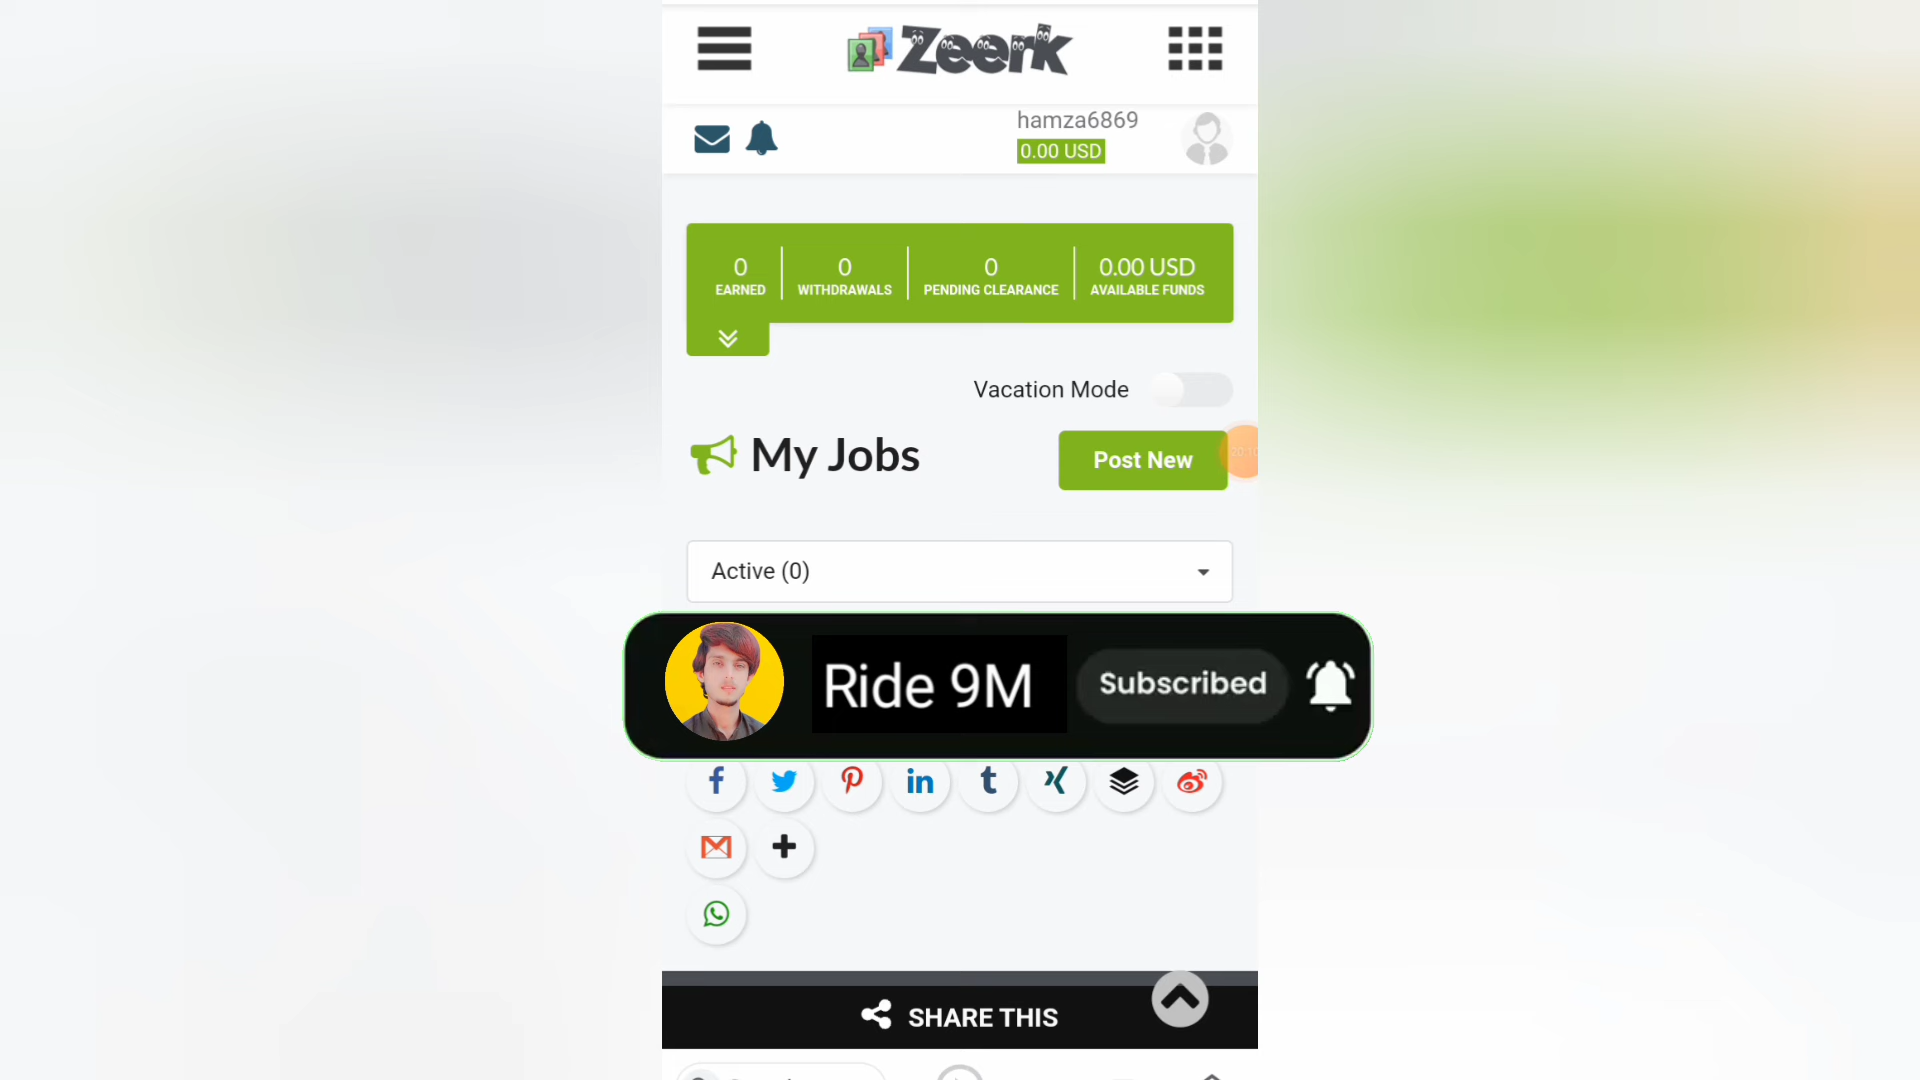 Zeerk
hamza6869
0.00 USD
0 0 0 0.00 USD
EARNED WITHDRAWALS PENDING CLEARANCE AVAILABLE FUNDS
Vacation Mode
My Jobs Post New
Active (0)
Ride 9M Subscribed
SHARE THIS